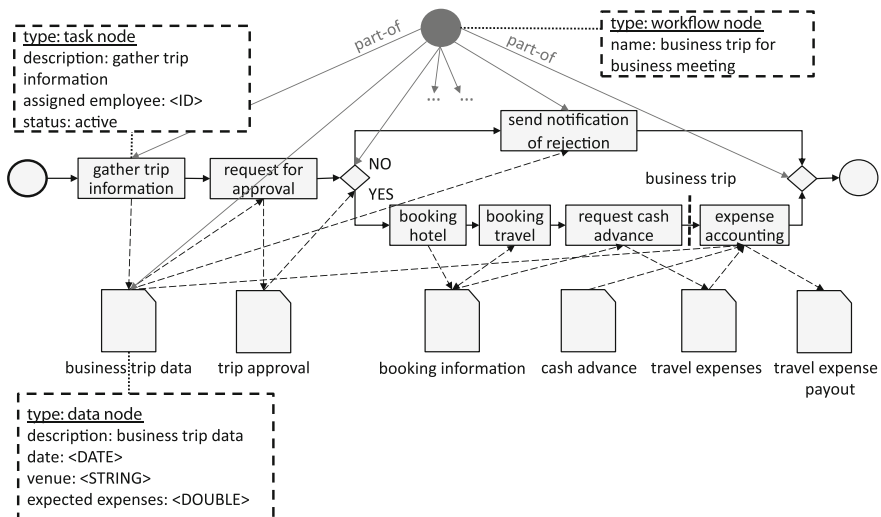 type: task node
description: gather trip
information
assigned employee: <ID>
status: active
part-of
part-of
type: workflow node
name: business trip for
business meeting
...
...
send notification
of rejection
gather trip
information
request for
approval
NO
YES
business trip
booking
hotel
booking
travel
request cash
advance
expense
accounting
business trip data
trip approval
booking information
cash advance
travel expenses
travel expense
payout
type: data node
description: business trip data
date: <DATE>
venue: <STRING>
expected expenses: <DOUBLE>